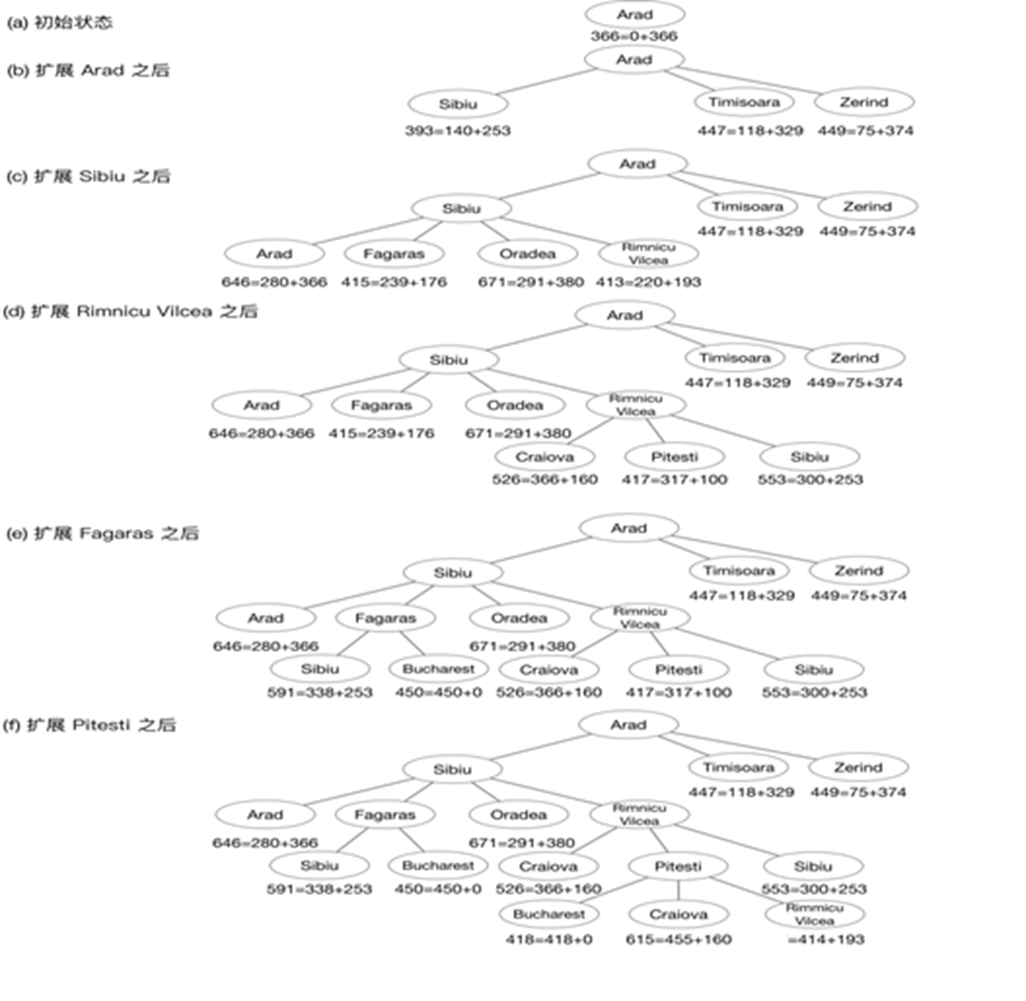 (a) 初始状态
Arad
366=0+366
(b) 扩展 Arad 之后
Arad
Sibiu Timisoara Zerind
393=140+253 447=118+329 449=75+374
(c) 扩展 Sibiu 之后
Arad
Sibiu Timisoara Zerind
447=118+329 449=75+374
Arad Fagaras Oradea Rimnicu Vilcea
646=280+366 415=239+176 671=291+380 413=220+193
(d) 扩展 Rimnicu Vilcea 之后
Arad
Sibiu Timisoara Zerind
447=118+329 449=75+374
Arad Fagaras Oradea Rimnicu Vilcea
646=280+366 415=239+176 671=291+380
Craiova Pitesti Sibiu
526=366+160 417=317+100 553=300+253
(e) 扩展 Fagaras 之后
Arad
Sibiu Timisoara Zerind
447=118+329 449=75+374
Arad Fagaras Oradea Rimnicu Vilcea
646=280+366 671=291+380
Sibiu Bucharest Craiova Pitesti Sibiu
591=338+253 450=450+0 526=366+160 417=317+100 553=300+253
(f) 扩展 Pitesti 之后
Arad
Sibiu Timisoara Zerind
447=118+329 449=75+374
Arad Fagaras Oradea Rimnicu Vilcea
646=280+366 671=291+380
Sibiu Bucharest Craiova Pitesti Sibiu
591=338+253 450=450+0 526=366+160 553=300+253
Bucharest Craiova Rimmicu Vilcea
418=418+0 615=455+160 =414+193